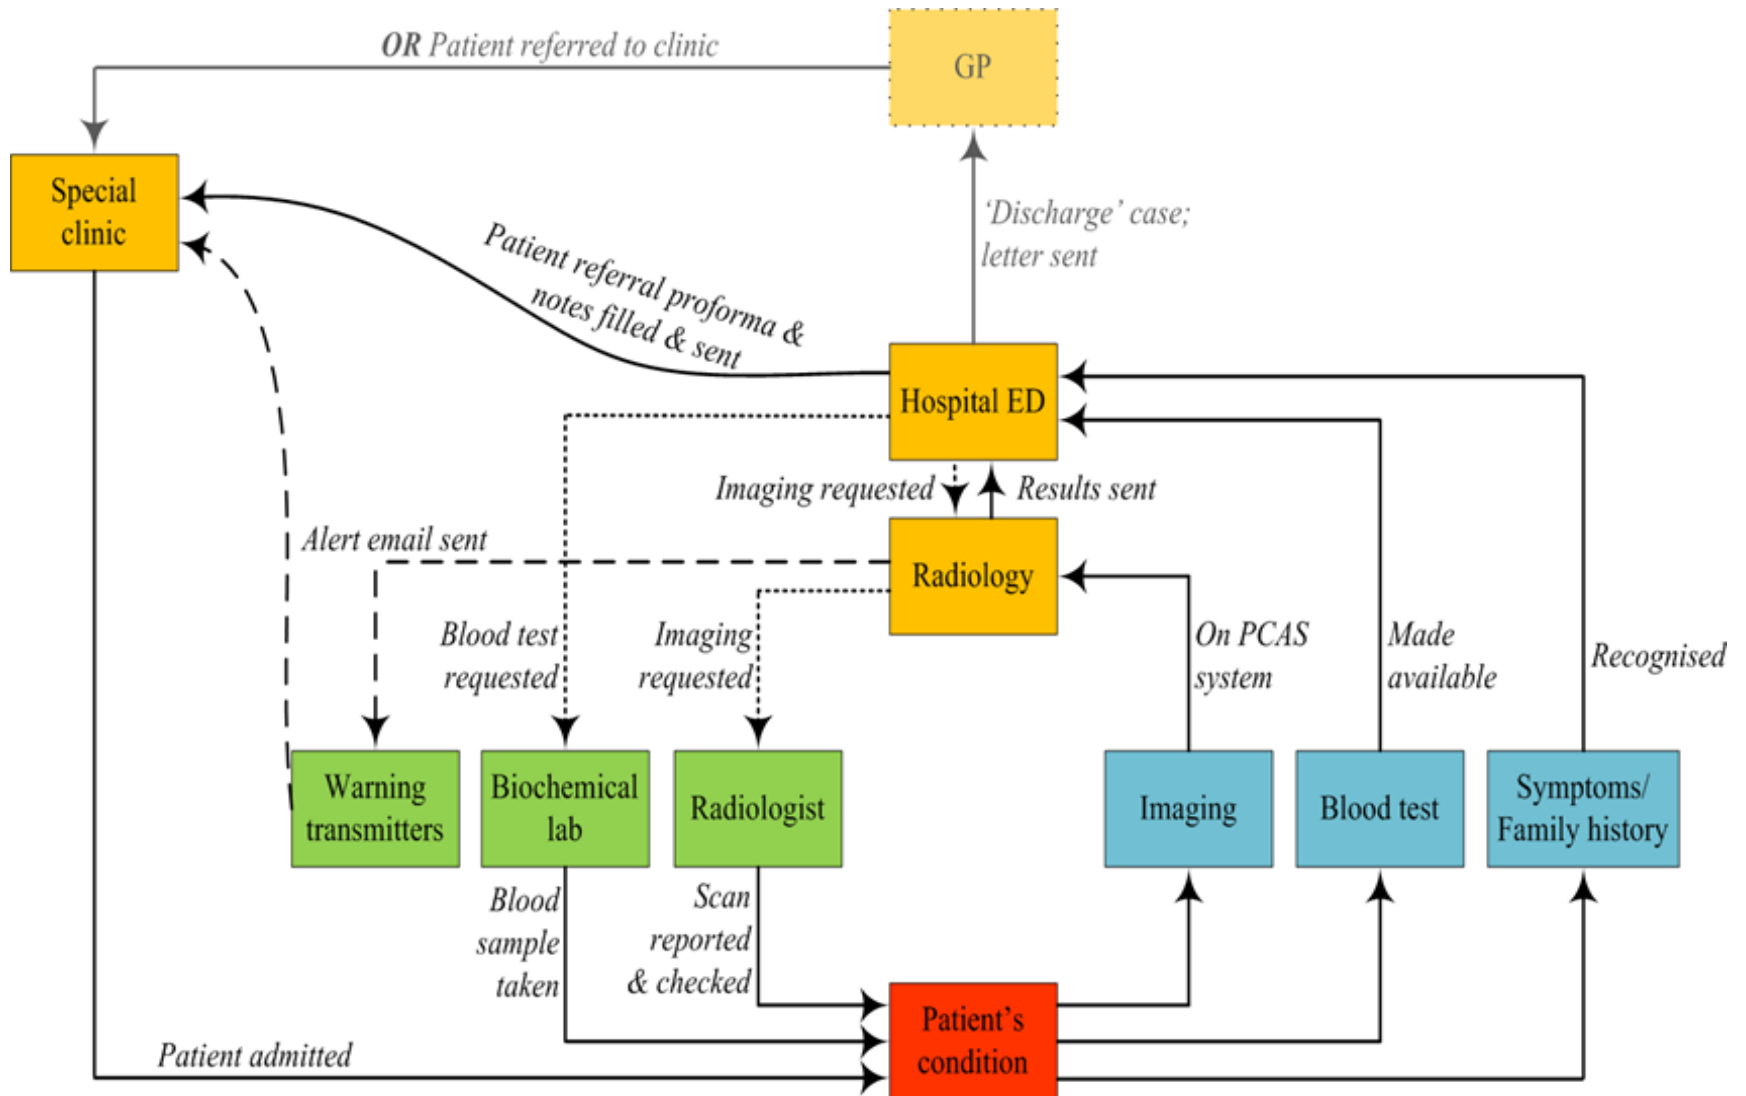 OR Patient referred to clinic
GP
Special
clinic
'Discharge' case;
letter sent
Patient referral proforma &
notes filled & sent
Hospital ED
Imaging requested
Results sent
Alert email sent
Radiology
Blood test
requested
Imaging
requested
On PCAS
system
Made
available
Recognised
Warning
transmitters
Biochemical
lab
Radiologist
Imaging
Blood test
Symptoms/
Family history
Blood
sample
taken
Scan
reported
& checked
Patient's
condition
Patient admitted